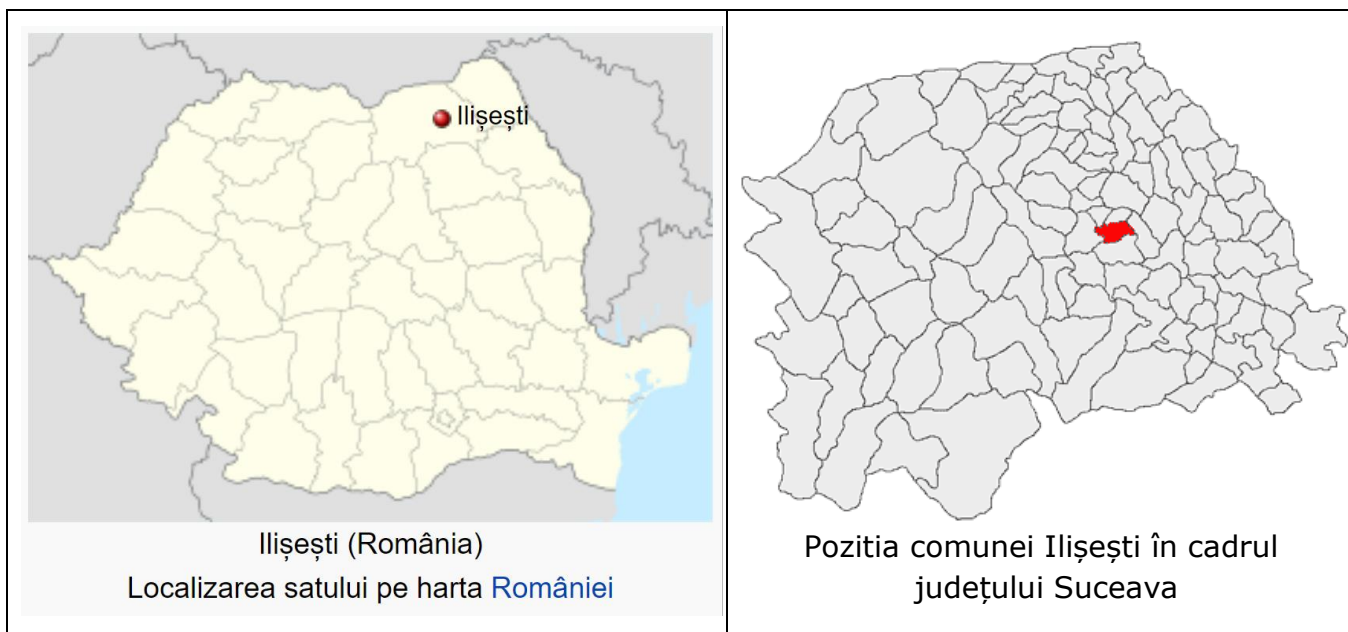 Ilișești
Ilișești (România)
Localizarea satului pe harta României
Pozitia comunei Ilișești în cadrul
județului Suceava